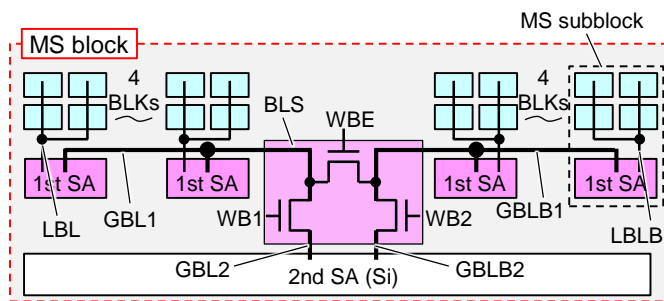 MS subblock
MS block
4
BLKs
4
BLKs
BLS
WBE
1st SA
1st SA
1st SA
1st SA
WB1
WB2
LBL
GBL1
GBLB1
LBLB
GBL2
GBLB2
2nd SA (Si)